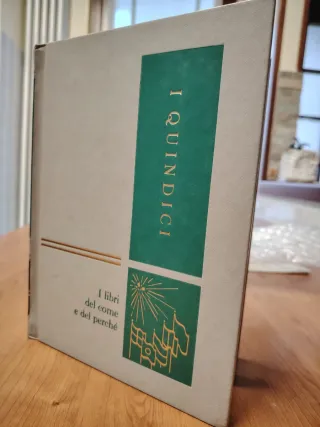 I QUINDICI
I libri
del come
e del perché